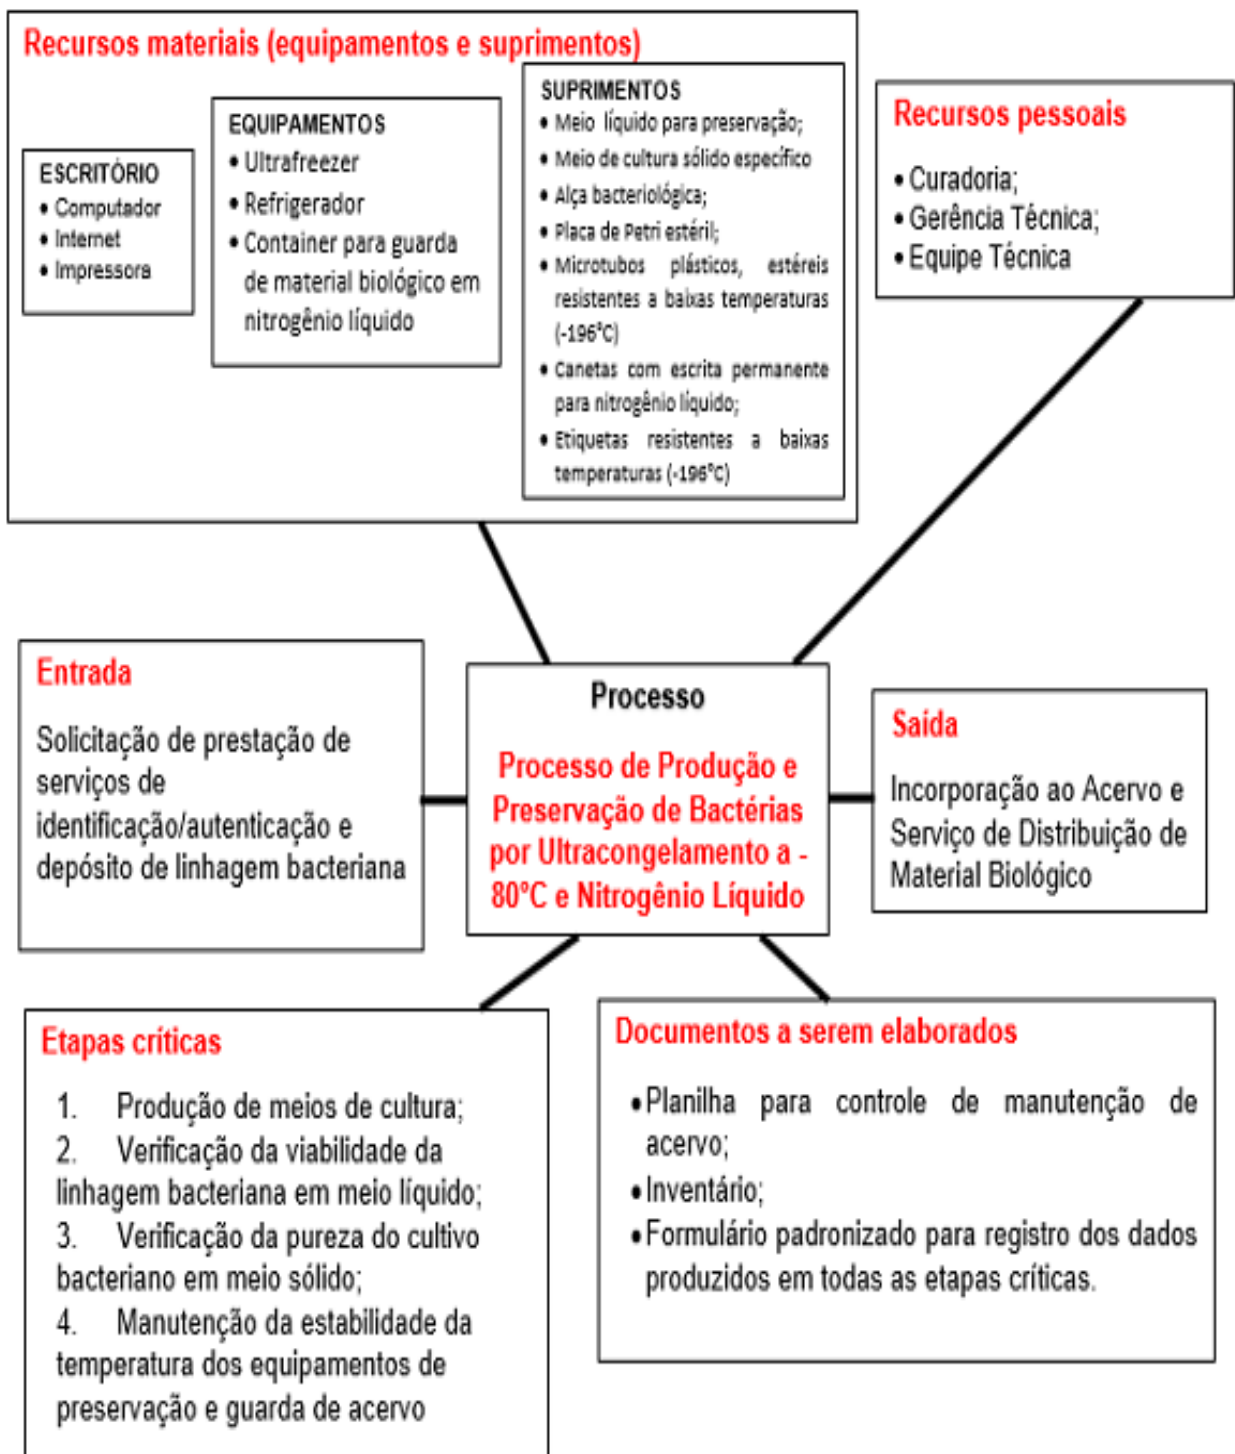 Recursos materiais (equipamentos e suprimentos)
ESCRITÓRIO
• Computador
• Internet
• Impressora
EQUIPAMENTOS
• Ultrafreezer
• Refrigerador
• Container para guarda
de material biológico em
nitrogênio líquido
SUPRIMENTOS
• Meio líquido para preservação;
• Meio de cultura sólido específico
• Alça bacteriológica;
• Placa de Petri estéril;
• Microtubos plásticos, estéreis
resistentes a baixas temperaturas
(-196°C)
• Canetas com escrita permanente
para nitrogênio líquido;
• Etiquetas resistentes a baixas
temperaturas (-196°C)
Recursos pessoais
• Curadoria;
• Gerência Técnica;
• Equipe Técnica
Entrada
Solicitação de prestação de
serviços de
identificação/autenticação e
depósito de linhagem bacteriana
Processo
Processo de Produção e
Preservação de Bactérias
por Ultracongelamento a -
80°C e Nitrogênio Líquido
Saída
Incorporação ao Acervo e
Serviço de Distribuição de
Material Biológico
Etapas críticas
1. Produção de meios de cultura;
2. Verificação da viabilidade da
linhagem bacteriana em meio líquido;
3. Verificação da pureza do cultivo
bacteriano em meio sólido;
4. Manutenção da estabilidade da
temperatura dos equipamentos de
preservação e guarda de acervo
Documentos a serem elaborados
• Planilha para controle de manutenção de
acervo;
• Inventário;
• Formulário padronizado para registro dos dados
produzidos em todas as etapas críticas.